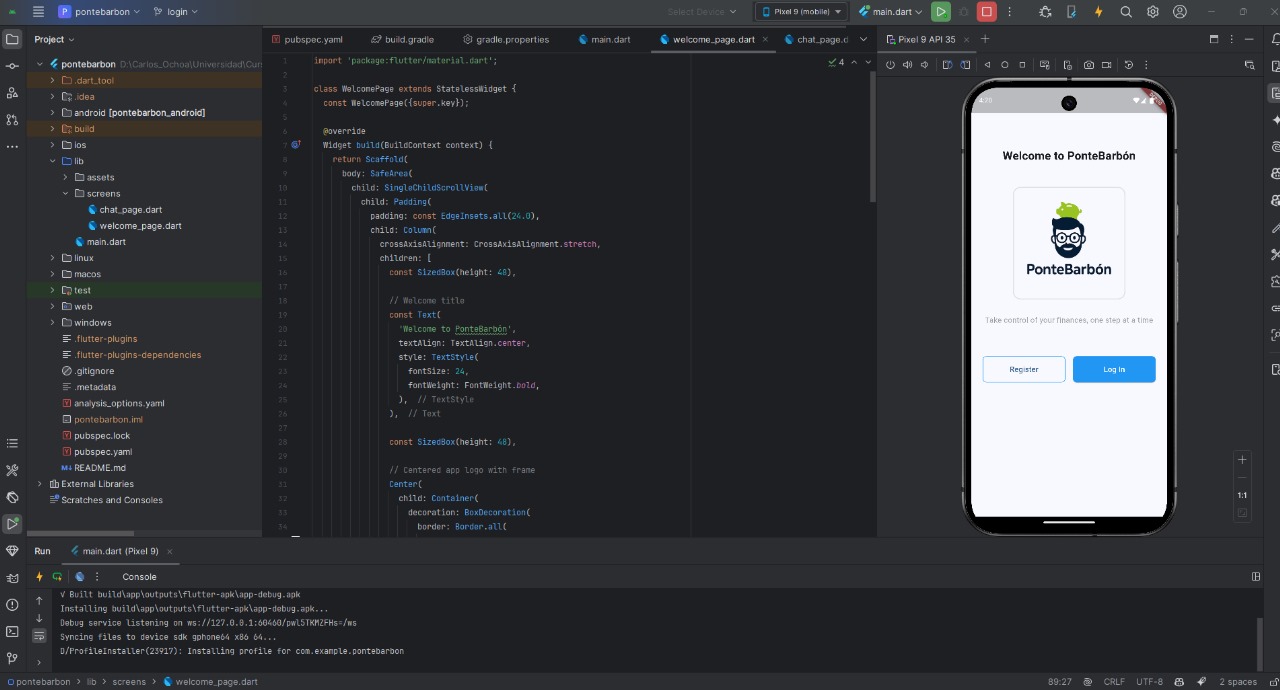 P pontebarbon login Select Device Pixel 9 (mobile) main.dart
Project
pubspec.yaml build.gradle gradle.properties main.dart welcome_page.dart chat_page.d Pixel 9 API 35
pontebarbon D:\Carlos_Ochoa\Universidad\Cur
.dart_tool
.idea
android [pontebarbon_android]
build
ios
lib
assets
screens
chat_page.dart
welcome_page.dart
main.dart
linux
macos
test
web
windows
.flutter-plugins
.flutter-plugins-dependencies
.gitignore
.metadata
analysis_options.yaml
pontebarbon.iml
pubspec.lock
pubspec.yaml
README.md
External Libraries
Scratches and Consoles
4
1 import 'package:flutter/material.dart';
2
3 class WelcomePage extends StatelessWidget {
4 const WelcomePage({super.key});
5
6 @override
7 Widget build(BuildContext context) {
8 return Scaffold(
9 body: SafeArea(
10 child: SingleChildScrollView(
11 child: Padding(
12 padding: const EdgeInsets.all(24.0),
13 child: Column(
14 crossAxisAlignment: CrossAxisAlignment.stretch,
15 children: [
16 const SizedBox(height: 48),
17
18 // Welcome title
19 const Text(
20 'Welcome to PonteBarbón',
21 textAlign: TextAlign.center,
22 style: TextStyle(
23 fontSize: 24,
24 fontWeight: FontWeight.bold,
25 ), // TextStyle
26 ), // Text
27
28 const SizedBox(height: 48),
29
30 // Centered app logo with frame
31 Center(
32 child: Container(
33 decoration: BoxDecoration(
34 border: Border.all(
4:20
Welcome to PonteBarbón
PonteBarbón
Take control of your finances, one step at a time
Register Log In
1:1
Run main.dart (Pixel 9)
Console
√ Built build\app\outputs\flutter-apk\app-debug.apk
Installing build\app\outputs\flutter-apk\app-debug.apk...
Debug service listening on ws://127.0.0.1:60460/pwl5TKMZFHs=/ws
Syncing files to device sdk gphone64 x86 64...
D/ProfileInstaller(23917): Installing profile for com.example.pontebarbon
pontebarbon > lib > screens > welcome_page.dart 89:27 CRLF UTF-8 2 spaces